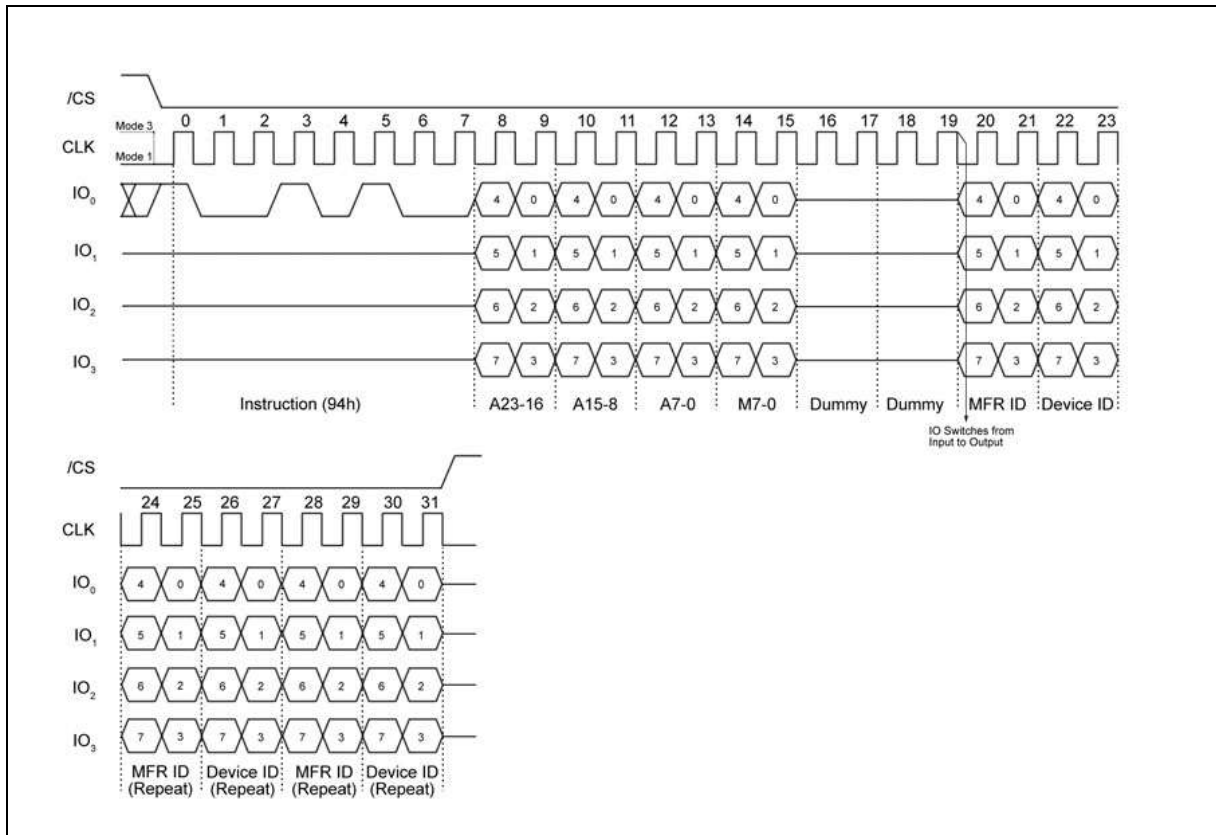 /CS
Mode 3
0 1 2 3 4 5 6 7 8 9 10 11 12 13 14 15 16 17 18 19 20 21 22 23
CLK
Mode 1
IO0 4 0 4 0 4 0 4 0 4 0 4 0
IO1 5 1 5 1 5 1 5 1 5 1 5 1
IO2 6 2 6 2 6 2 6 2 6 2 6 2
IO3 7 3 7 3 7 3 7 3 7 3 7 3
Instruction (94h) A23-16 A15-8 A7-0 M7-0 Dummy Dummy MFR ID Device ID
IO Switches from
Input to Output
/CS
24 25 26 27 28 29 30 31
CLK
IO0 4 0 4 0 4 0 4 0
IO1 5 1 5 1 5 1 5 1
IO2 6 2 6 2 6 2 6 2
IO3 7 3 7 3 7 3 7 3
MFR ID Device ID MFR ID Device ID
(Repeat) (Repeat) (Repeat) (Repeat)